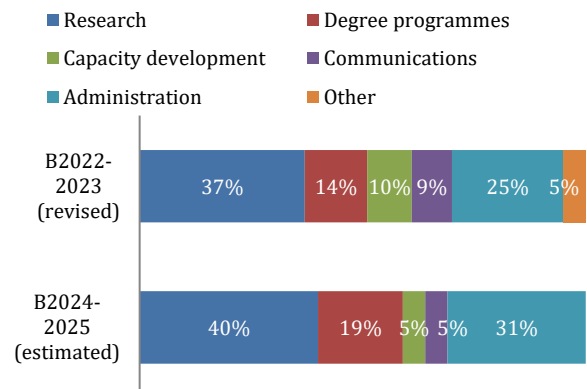 Research
Degree programmes
Capacity development
Communications
Administration
Other
B2022-
2023
(revised)
37%
14%
10%
9%
25%
5%
B2024-
2025
(estimated)
40%
19%
5%
5%
31%